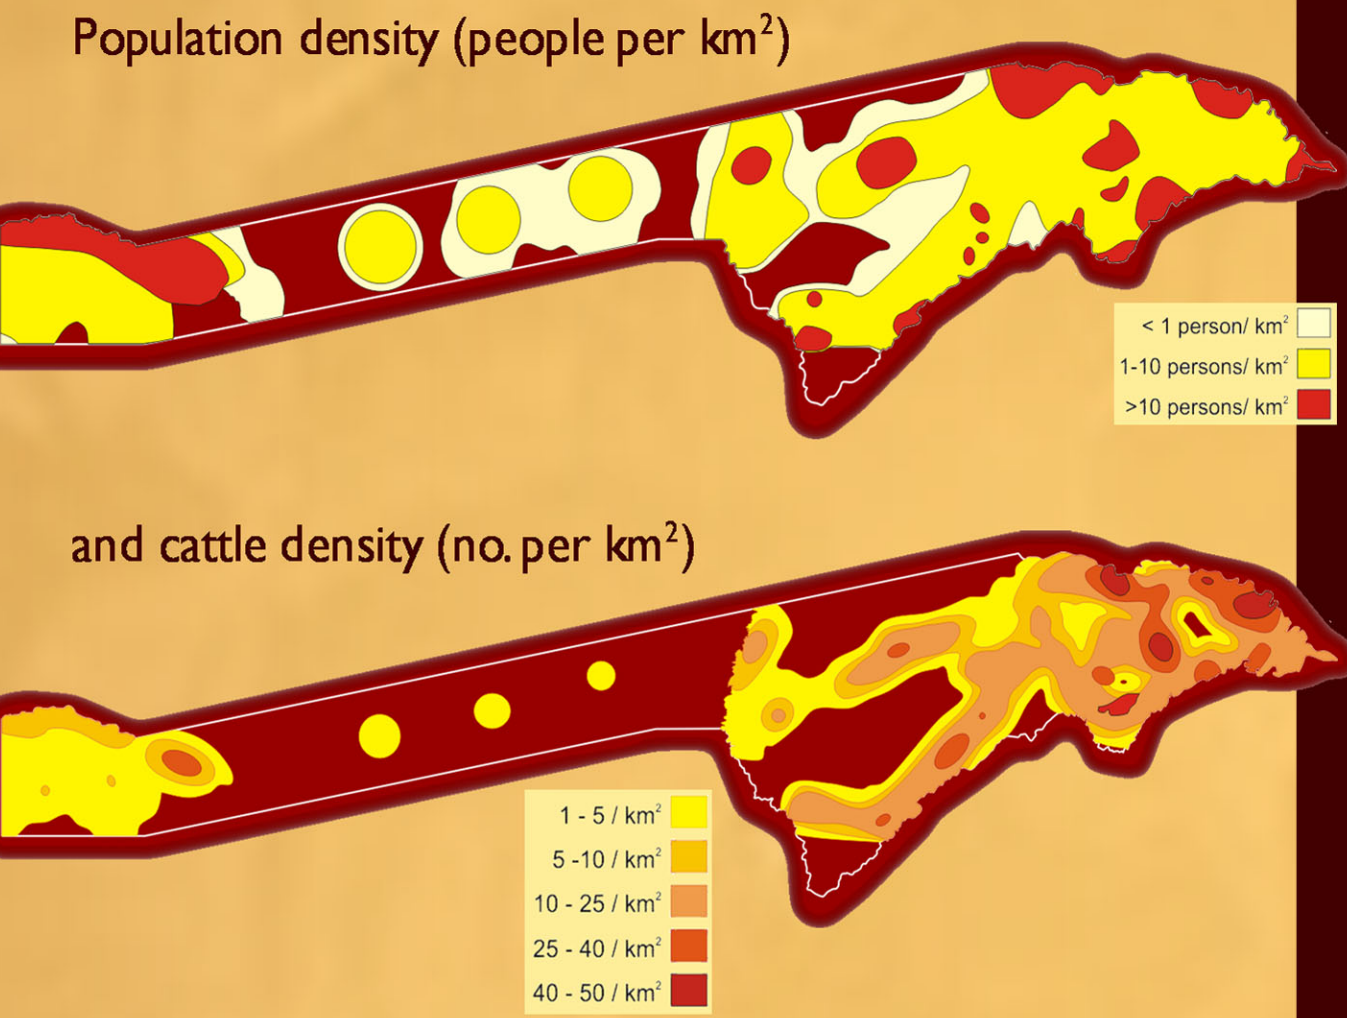 Population density (people per km²)
< 1 person/ km²
1-10 persons/ km²
>10 persons/ km²
and cattle density (no. per km²)
1 - 5 / km²
5 -10 / km²
10 - 25 / km²
25 - 40 / km²
40 - 50 / km²